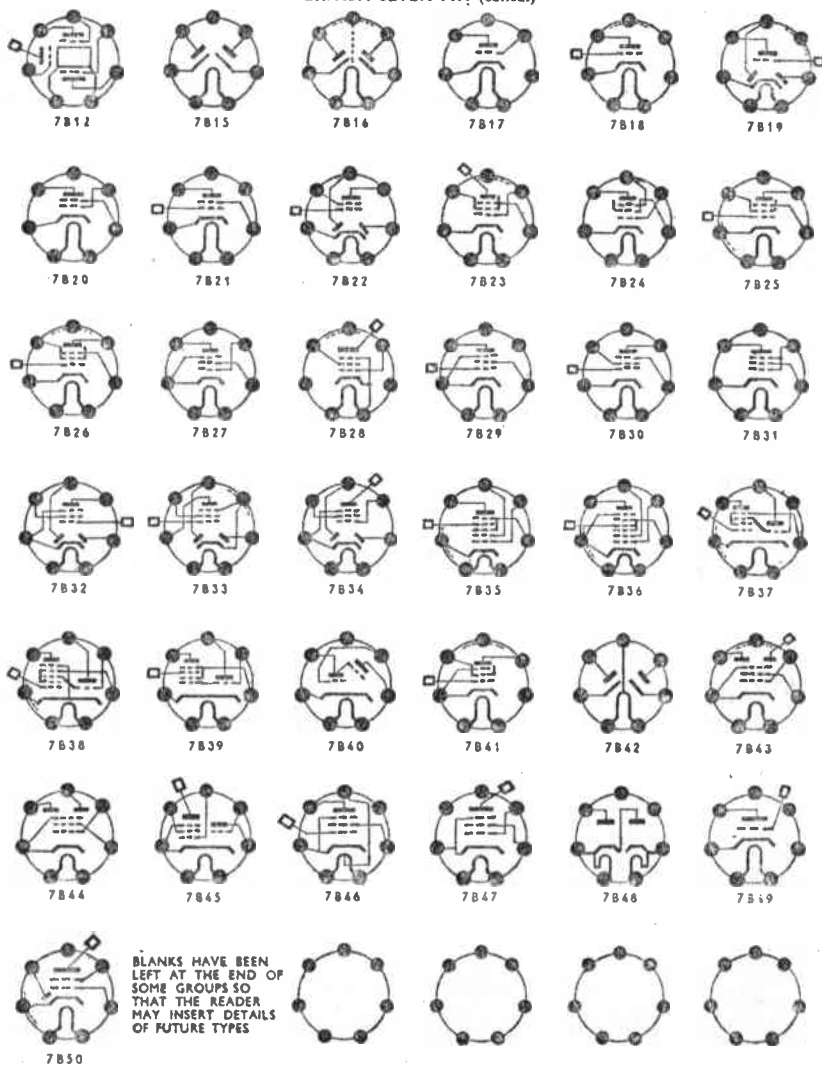 (contd.)
7B12 7B15 7B16 7B17 7B18 7B19
7B20 7B21 7B22 7B23 7B24 7B25
7B26 7B27 7B28 7B29 7B30 7B31
7B32 7B33 7B34 7B35 7B36 7B37
7B38 7B39 7B40 7B41 7B42 7B43
7B44 7B45 7B46 7B47 7B48 7B49
BLANKS HAVE BEEN
LEFT AT THE END OF
SOME GROUPS SO
THAT THE READER
MAY INSERT DETAILS
OF FUTURE TYPES
7B50